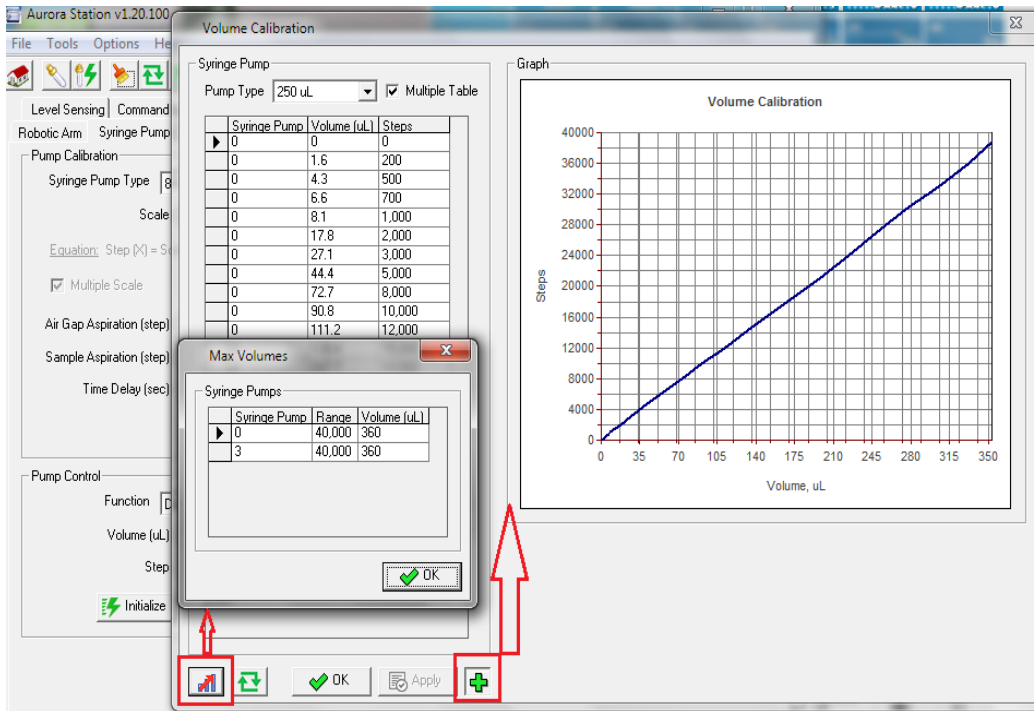 Aurora Station v1.20.100
File Tools Options He
Level Sensing Command
Robotic Arm Syringe Pump
Pump Calibration
Syringe Pump Type 8
Scale
Equation: Step (X) = Sc
Multiple Scale
Air Gap Aspiration (step)
Sample Aspiration (step)
Time Delay (sec)
Pump Control
Function D
Volume (uL)
Step
Initialize
Volume Calibration
Syringe Pump
Pump Type 250 uL Multiple Table
Syringe Pump Volume (uL) Steps
0 0 0
0 1.6 200
0 4.3 500
0 6.6 700
0 8.1 1,000
0 17.8 2,000
0 27.1 3,000
0 44.4 5,000
0 72.7 8,000
0 90.8 10,000
0 111.2 12,000
Max Volumes
Syringe Pumps
Syringe Pump Range Volume (uL)
0 40,000 360
3 40,000 360
OK
OK Apply
Graph
Volume Calibration
40000
36000
32000
28000
24000
20000
16000
12000
8000
4000
0
Steps
0 35 70 105 140 175 210 245 280 315 350
Volume, uL